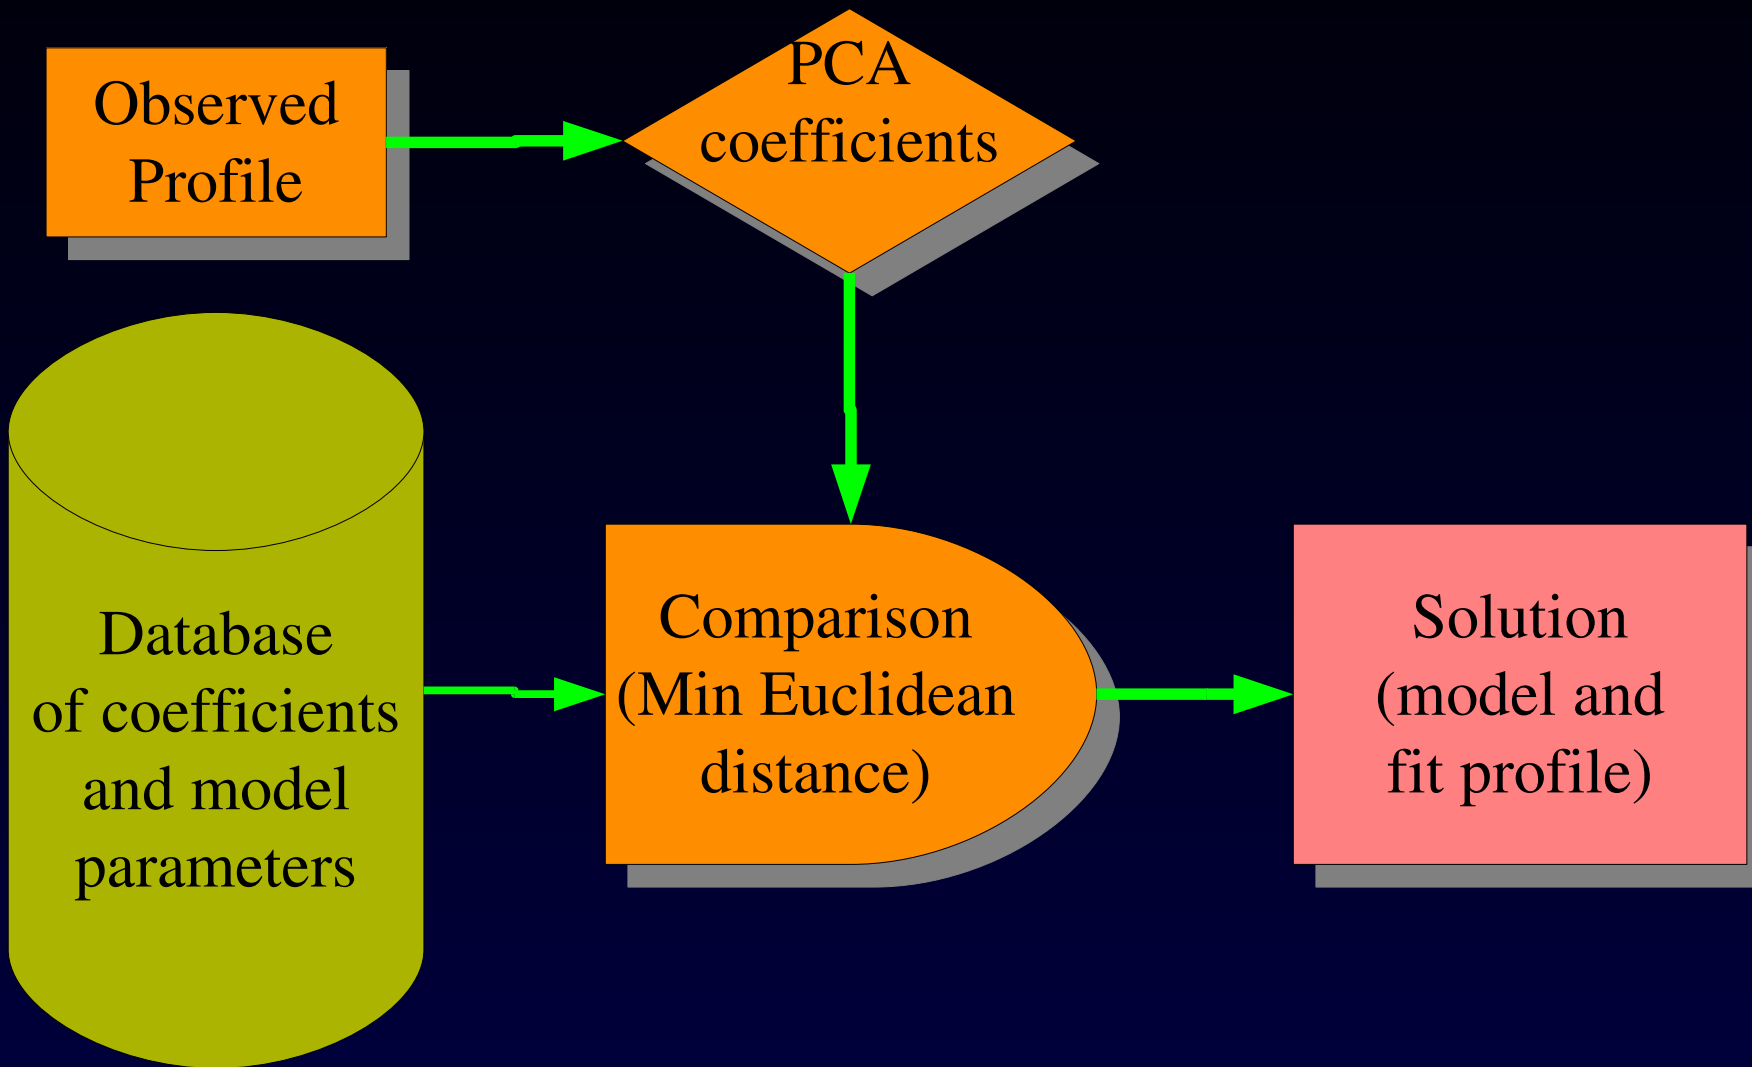 Observed
Profile
PCA
coefficients
Database
of coefficients
and model
parameters
Comparison
(Min Euclidean
distance)
Solution
(model and
fit profile)